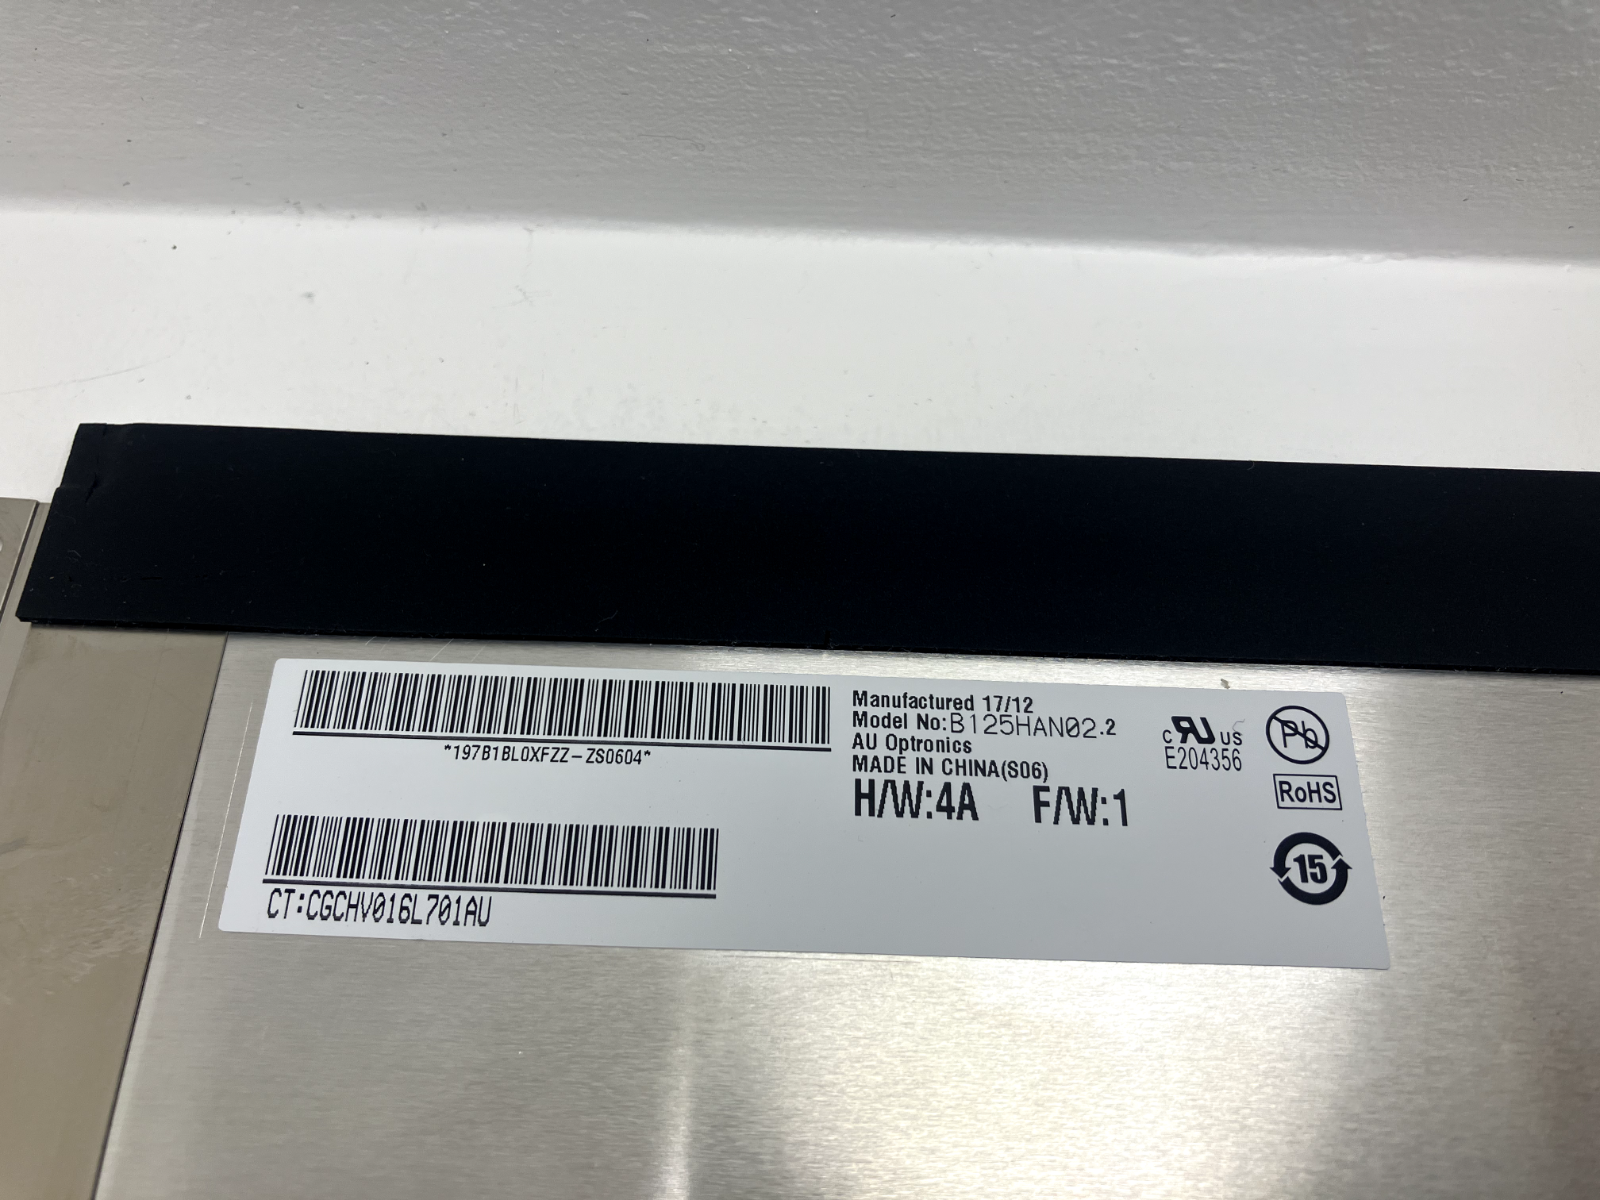 *197B1BL0XFZZ-ZS0604*
CT:CGCHV016L701AU
Manufactured 17/12
Model No:B125HAN02.2
AU Optronics
MADE IN CHINA(S06)
H/W:4A F/W:1
c RU US
E204356
Pb
RoHS
15